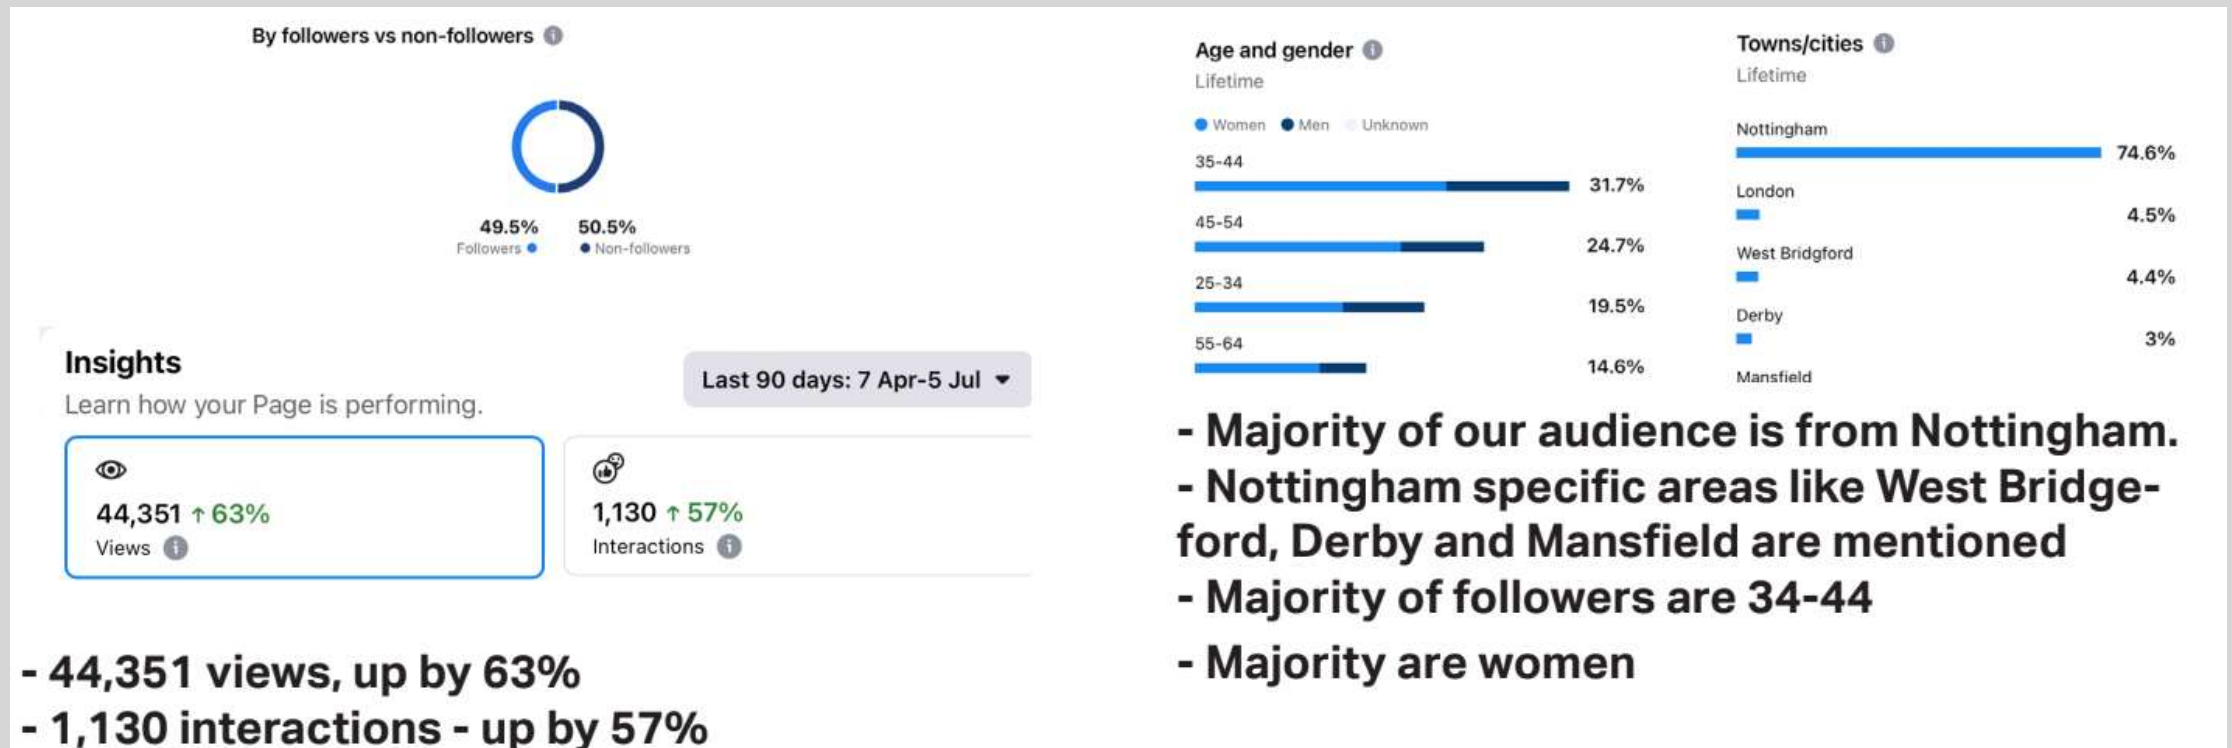 By followers vs non-followers
49.5% 50.5%
Followers Non-followers
Insights
Learn how your Page is performing.
Last 90 days: 7 Apr-5 Jul
44,351 ↑ 63%
Views
1,130 ↑ 57%
Interactions
- 44,351 views, up by 63%
- 1,130 interactions - up by 57%
Age and gender
Lifetime
Women Men Unknown
35-44
31.7%
45-54
24.7%
25-34
19.5%
55-64
14.6%
Towns/cities
Lifetime
Nottingham
74.6%
London
4.5%
West Bridgford
4.4%
Derby
3%
Mansfield
- Majority of our audience is from Nottingham.
- Nottingham specific areas like West Bridge-
ford, Derby and Mansfield are mentioned
- Majority of followers are 34-44
- Majority are women